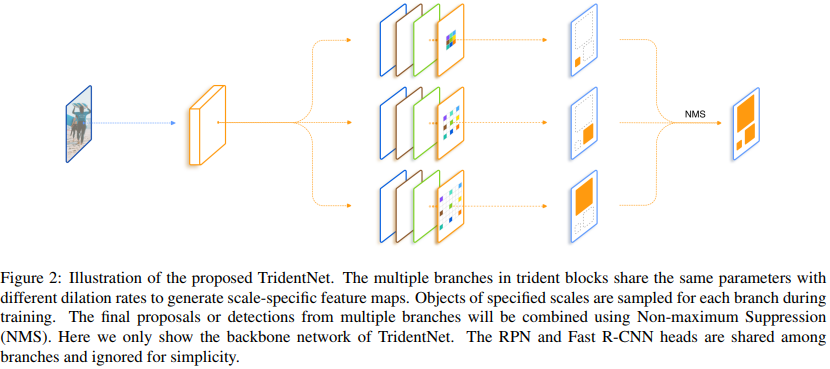 NMS
Figure 2: Illustration of the proposed TridentNet. The multiple branches in trident blocks share the same parameters with
different dilation rates to generate scale-specific feature maps. Objects of specified scales are sampled for each branch during
training. The final proposals or detections from multiple branches will be combined using Non-maximum Suppression
(NMS). Here we only show the backbone network of TridentNet. The RPN and Fast R-CNN heads are shared among
branches and ignored for simplicity.